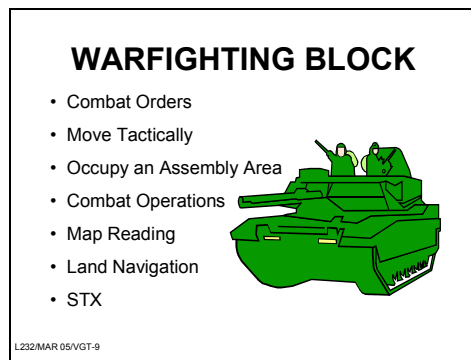 WARFIGHTING BLOCK
• Combat Orders
• Move Tactically
• Occupy an Assembly Area
• Combat Operations
• Map Reading
• Land Navigation
• STX
L232/MAR 05/VGT-9